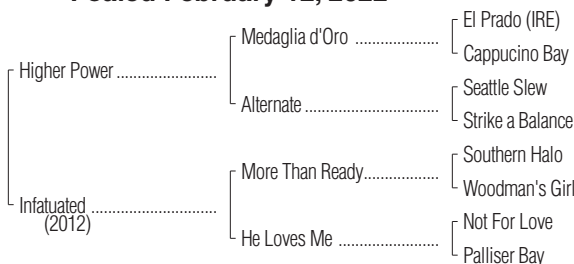 Foaled February 12, 2022
El Prado (IRE)
Medaglia d'Oro ....................
Cappucino Bay
Higher Power ........................
Seattle Slew
Alternate ................................
Strike a Balance
Southern Halo
More Than Ready..................
Woodman's Girl
Infatuated ..............................
(2012)
Not For Love
He Loves Me ........................
Palliser Bay